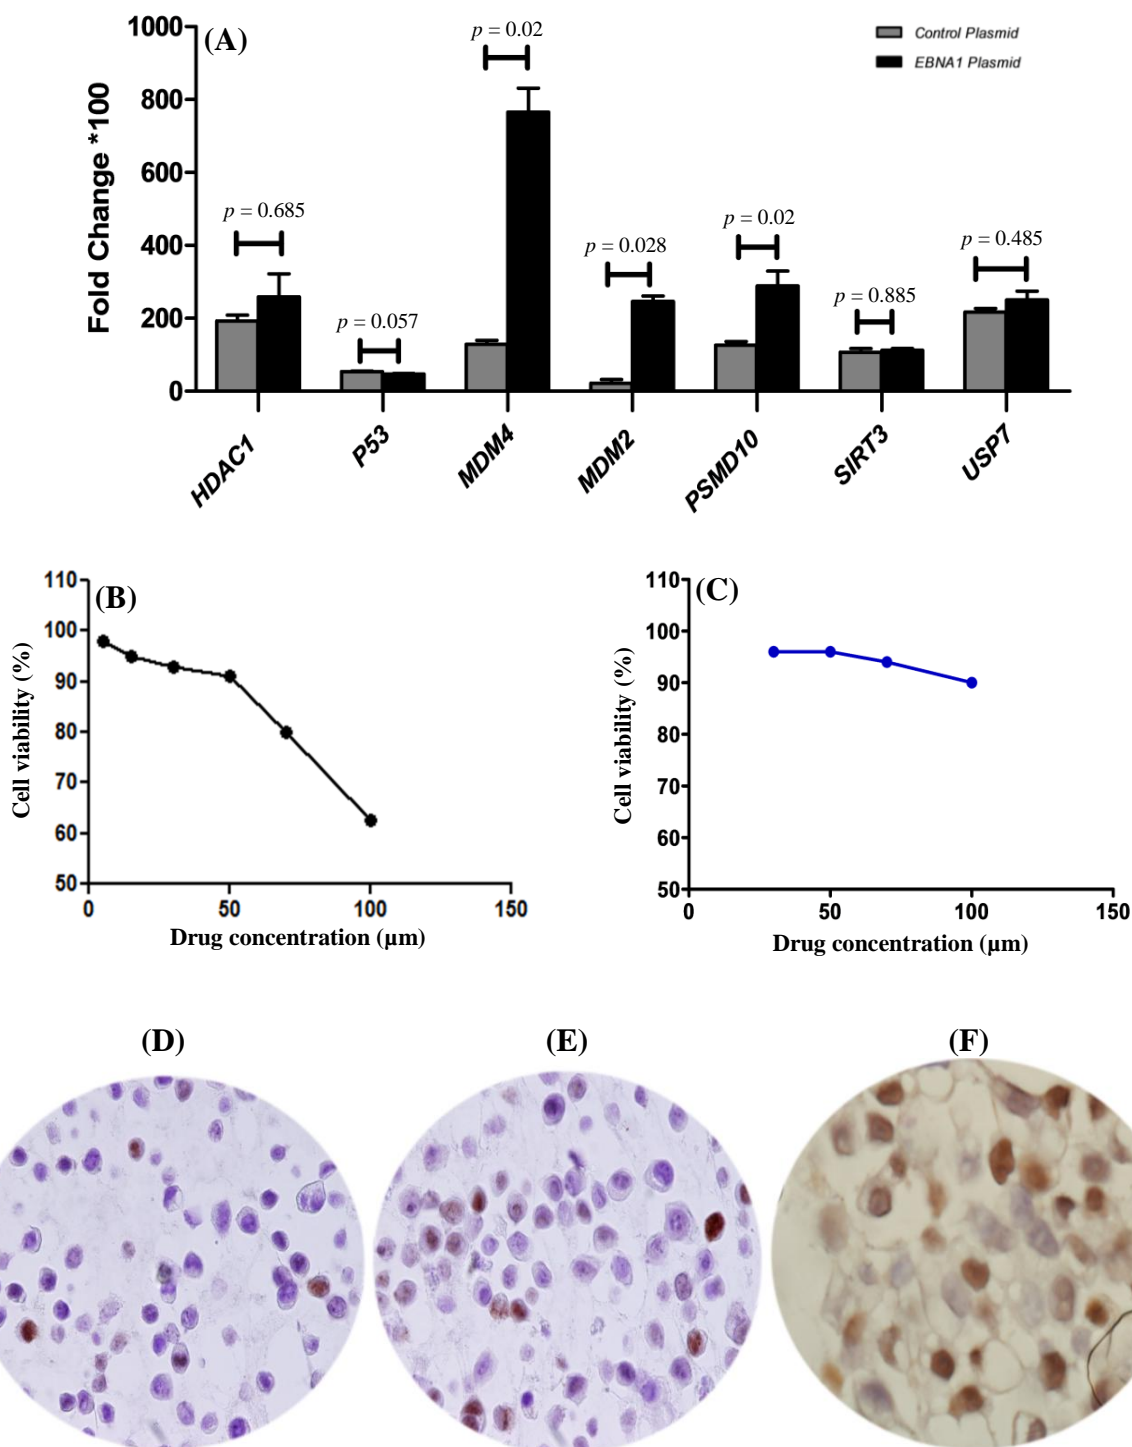 (A)
1000
800
600
400
200
0
Fold Change *100
Control Plasmid
EBNA1 Plasmid
p = 0.685
p = 0.057
p = 0.02
p = 0.028
p = 0.02
p = 0.885
p = 0.485
HDAC1
P53
MDM4
MDM2
PSMD10
SIRT3
USP7
(B)
110
100
90
80
70
60
50
Cell viability (%)
0 50 100 150
Drug concentration (µm)
(C)
110
100
90
80
70
60
50
Cell viability (%)
0 50 100 150
Drug concentration (µm)
(D)
(E)
(F)